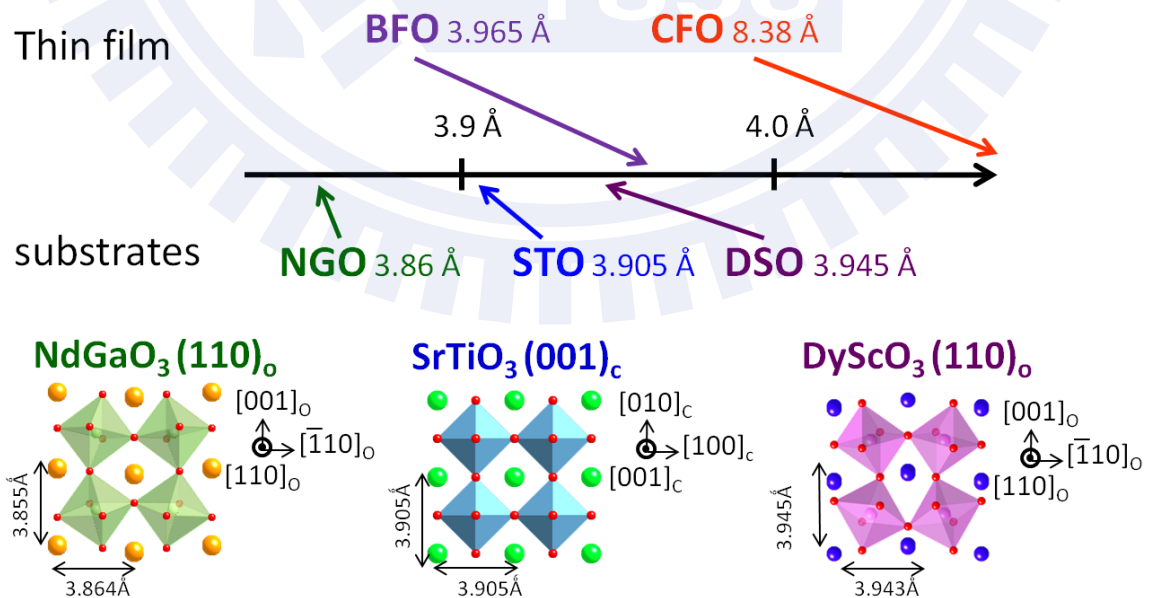 Thin film
BFO 3.965 Å
CFO 8.38 Å
3.9 Å
4.0 Å
substrates
NGO 3.86 Å
STO 3.905 Å
DSO 3.945 Å
NdGaO₃ (110)ₒ
SrTiO₃ (001)c
DyScO₃ (110)ₒ
[001]O
[1̅10]O
[110]O
3.855Å
3.864Å
[010]C
[100]c
[001]C
3.905Å
3.905Å
[001]O
[1̅10]O
[110]O
3.945Å
3.943Å